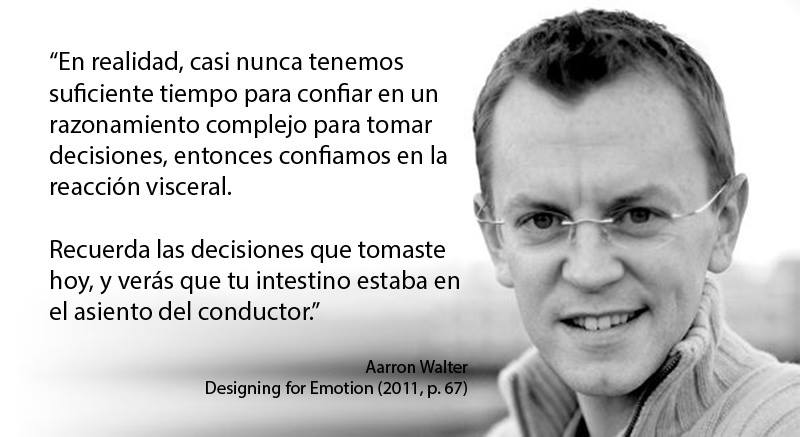 “En realidad, casi nunca tenemos
suficiente tiempo para confiar en un
razonamiento complejo para tomar
decisiones, entonces confiamos en la
reacción visceral.
Recuerda las decisiones que tomaste
hoy, y verás que tu intestino estaba en
el asiento del conductor.”
Aarron Walter
Designing for Emotion (2011, p. 67)